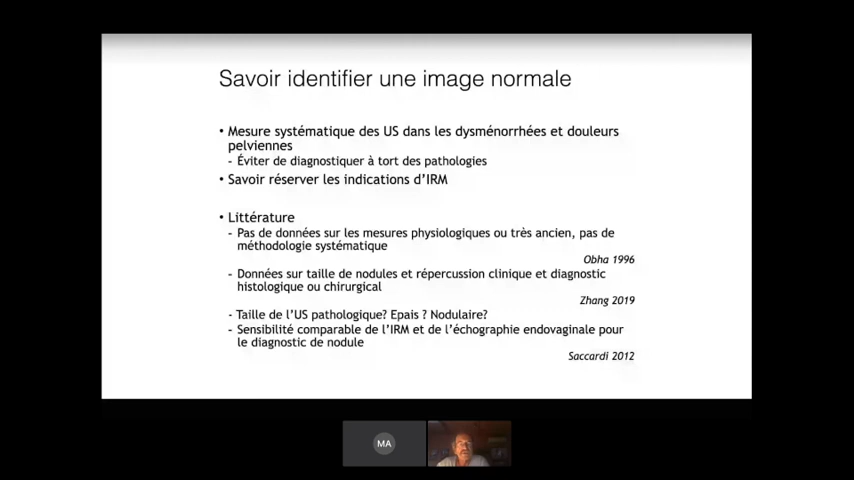 Savoir identifier une image normale
• Mesure systématique des US dans les dysménorrhées et douleurs
pelviennes
- Éviter de diagnostiquer à tort des pathologies
• Savoir réserver les indications d’IRM
• Littérature
- Pas de données sur les mesures physiologiques ou très ancien, pas de
méthodologie systématique
Obha 1996
- Données sur taille de nodules et répercussion clinique et diagnostic
histologique ou chirurgical
Zhang 2019
- Taille de l’US pathologique? Epais ? Nodulaire?
- Sensibilité comparable de l’IRM et de l’échographie endovaginale pour
le diagnostic de nodule
Saccardi 2012
MA